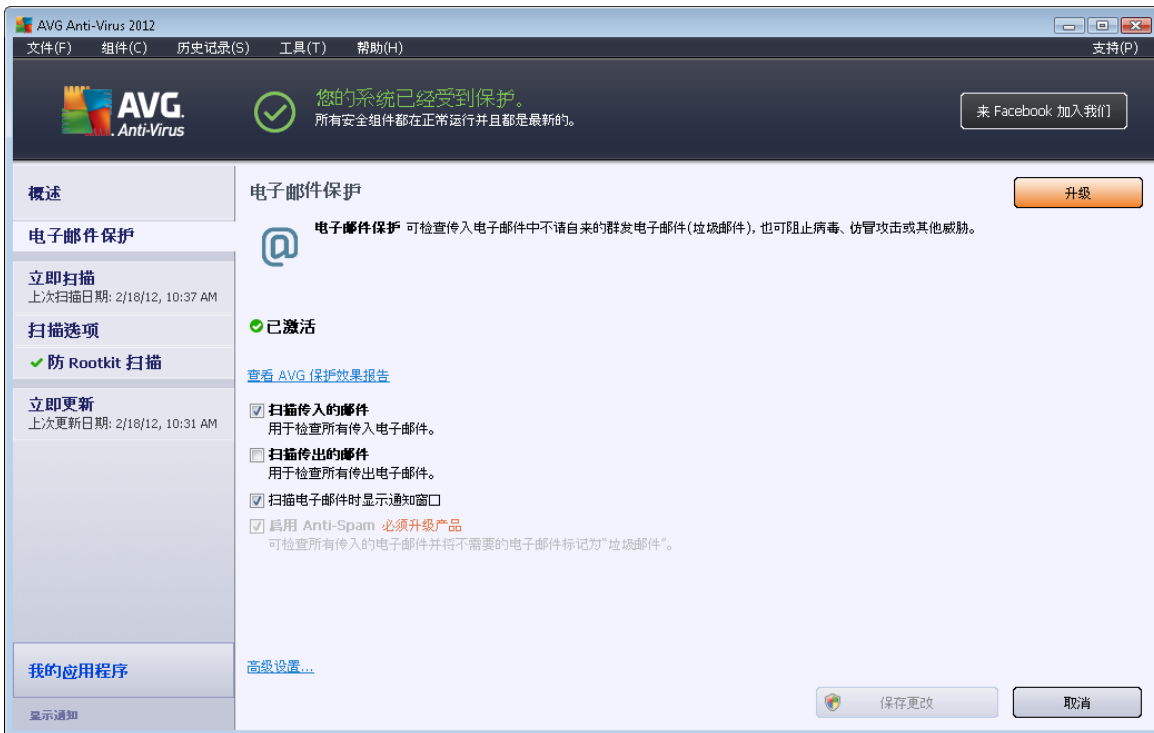 AVG Anti-Virus 2012
文件(F) 组件(C) 历史记录(S) 工具(T) 帮助(H) 支持(P)
AVG.
Anti-Virus
您的系统已经受到保护。
所有安全组件都在正常运行并且都是最新的。
来 Facebook 加入我们
概述
电子邮件保护
立即扫描
上次扫描日期: 2/18/12, 10:37 AM
扫描选项
防 Rootkit 扫描
立即更新
上次更新日期: 2/18/12, 10:31 AM
我的应用程序
显示通知
电子邮件保护
升级
电子邮件保护 可检查传入电子邮件中不请自来的群发电子邮件(垃圾邮件), 也可阻止病毒、仿冒攻击或其他威胁。
已激活
查看 AVG 保护效果报告
扫描传入的邮件
用于检查所有传入电子邮件。
扫描传出的邮件
用于检查所有传出电子邮件。
扫描电子邮件时显示通知窗口
启用 Anti-Spam 必须升级产品
可检查所有传入的电子邮件并将不需要的电子邮件标记为“垃圾邮件”。
高级设置...
保存更改
取消